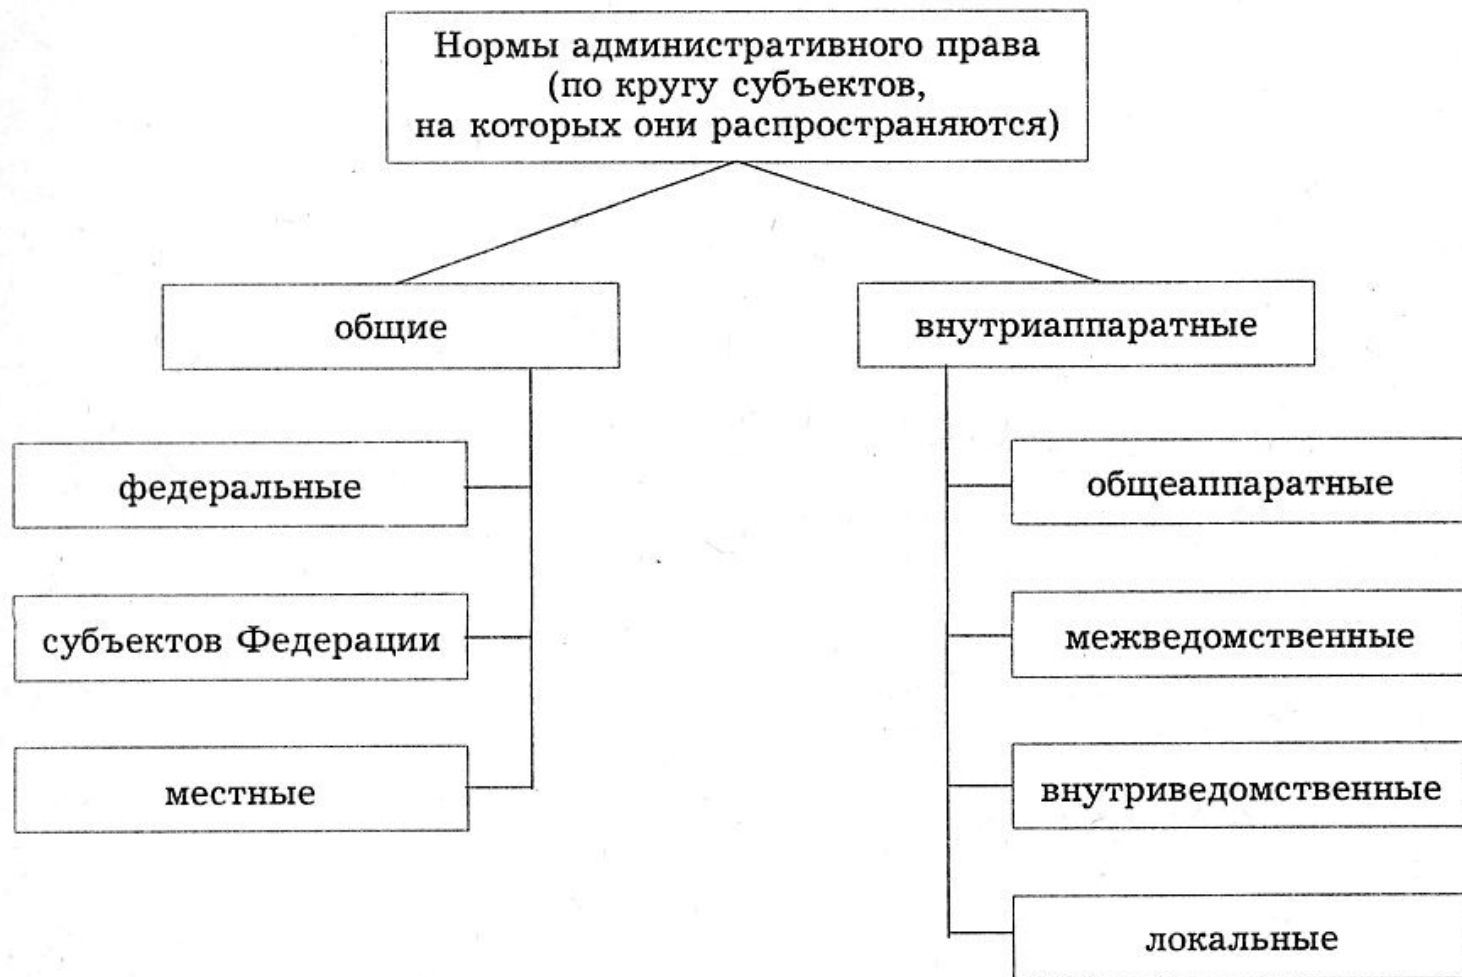 Нормы административного права
(по кругу субъектов,
на которых они распространяются)
общие
внутриаппаратные
федеральные
субъектов Федерации
местные
общеаппаратные
межведомственные
внутриведомственные
локальные